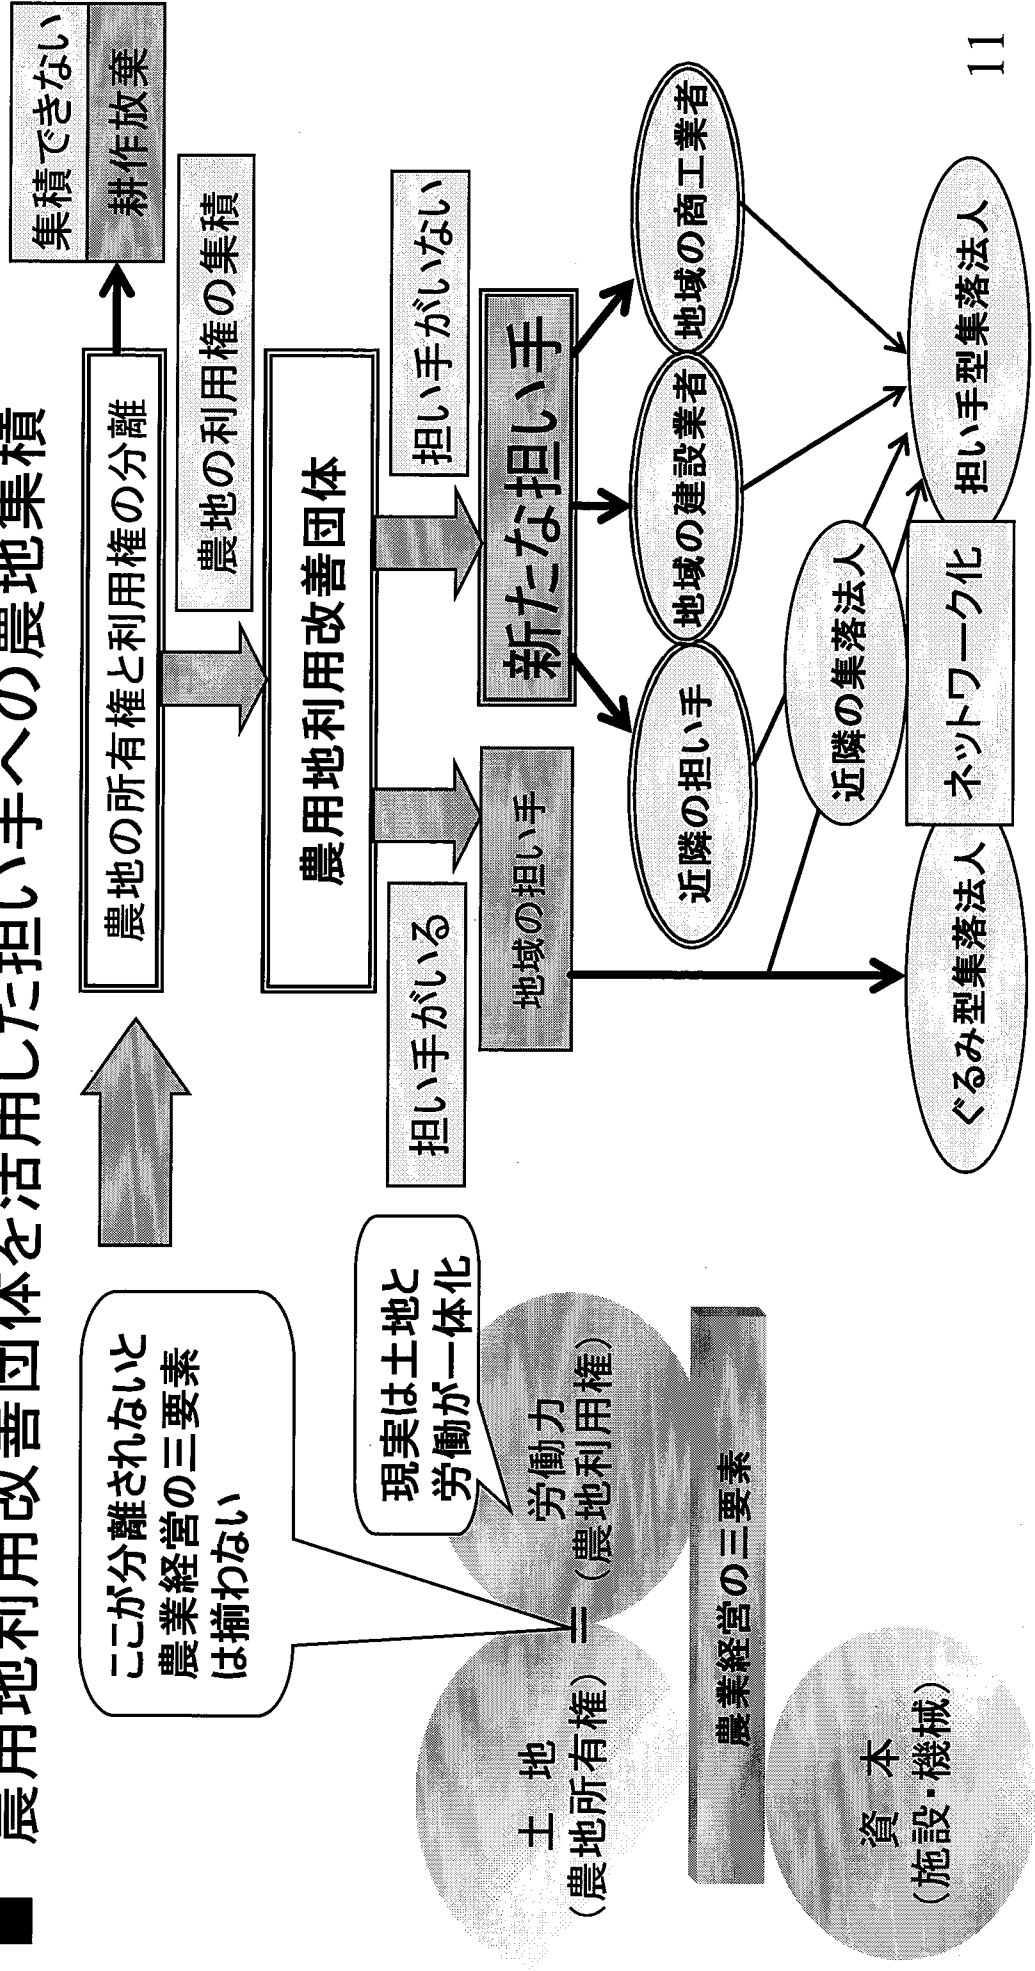 ■ 農用地利用改善団体を活用した担い手への農地集積
ここが分離されないと
農業経営の三要素
は揃わない
現実は土地と
労働が一体化
土　地
（農地所有権）
＝
労働力
（農地利用権）
農業経営の三要素
資　本
（施設・機械）
農地の所有権と利用権の分離
集積できない
耕作放棄
農地の利用権の集積
農用地利用改善団体
担い手がいる
担い手がいない
地域の担い手
新たな担い手
近隣の担い手
地域の建設業者
地域の商工業者
近隣の集落法人
ぐるみ型集落法人
ネットワーク化
担い手型集落法人
11